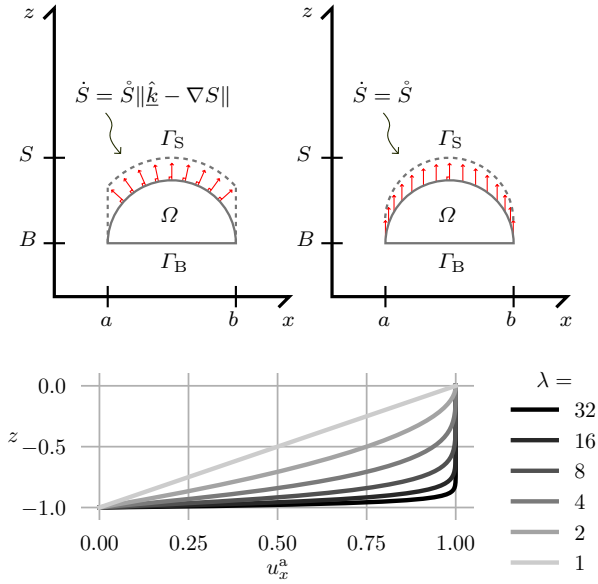 z
Ṡ = S̊‖k̂ − ∇S‖
S
Γ_S
Ω
B
Γ_B
a
b
x
z
Ṡ = S̊
S
Γ_S
Ω
B
Γ_B
a
b
x
λ =
32
16
8
4
2
1
z
0.0
−0.5
−1.0
0.00 0.25 0.50 0.75 1.00
u_x^a